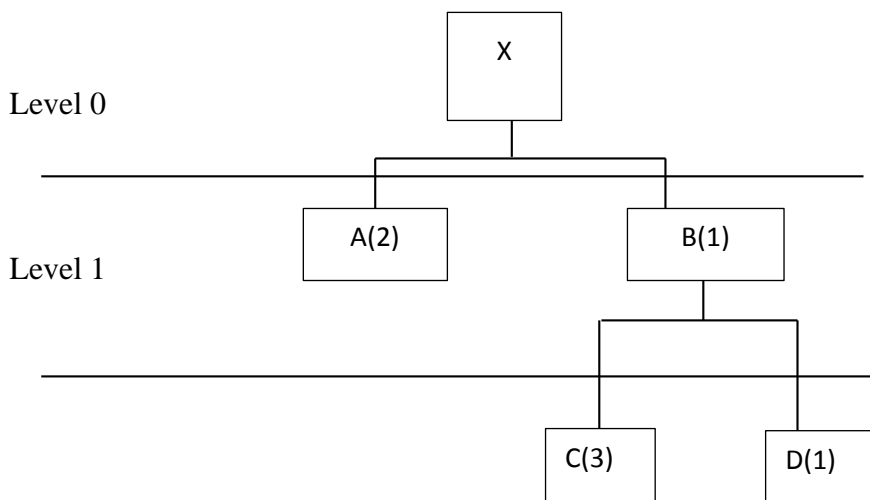 X
Level 0
A(2)
B(1)
Level 1
C(3)
D(1)